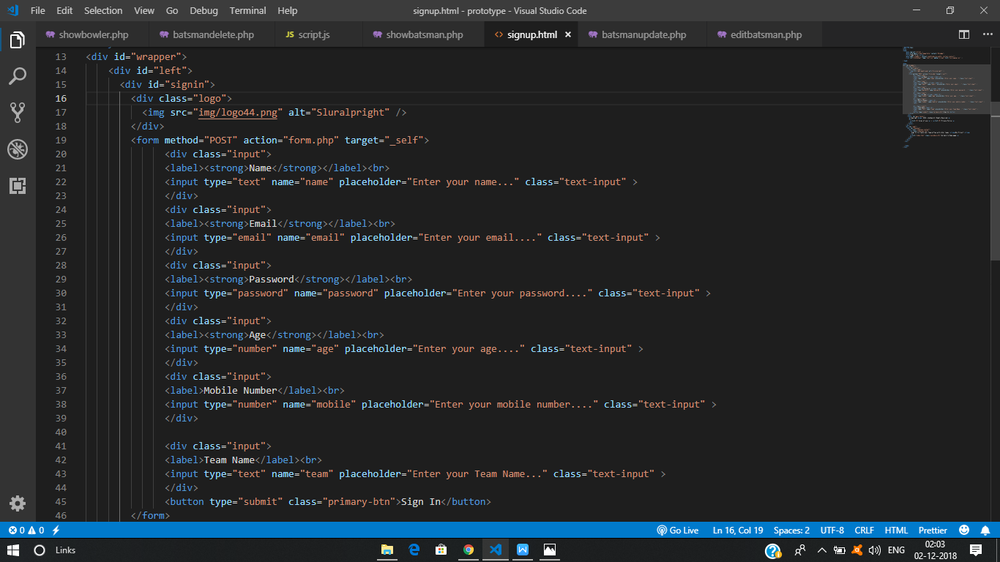 File Edit Selection View Go Debug Terminal Help signup.html - prototype - Visual Studio Code
showbowler.php batsmandelete.php JS script.js showbatsman.php <> signup.html × batsmanupdate.php editbatsman.php
13 <div id="wrapper">
14 <div id="left">
15 <div id="signin">
16 <div class="logo">
17 <img src="img/logo44.png" alt="Sluralpright" />
18 </div>
19 <form method="POST" action="form.php" target="_self">
20 <div class="input">
21 <label><strong>Name</strong></label><br>
22 <input type="text" name="name" placeholder="Enter your name..." class="text-input" >
23 </div>
24 <div class="input">
25 <label><strong>Email</strong></label><br>
26 <input type="email" name="email" placeholder="Enter your email...." class="text-input" >
27 </div>
28 <div class="input">
29 <label><strong>Password</strong></label><br>
30 <input type="password" name="password" placeholder="Enter your password...." class="text-input" >
31 </div>
32 <div class="input">
33 <label><strong>Age</strong></label><br>
34 <input type="number" name="age" placeholder="Enter your age...." class="text-input" >
35 </div>
36 <div class="input">
37 <label>Mobile Number</label><br>
38 <input type="number" name="mobile" placeholder="Enter your mobile number...." class="text-input" >
39 </div>
40
41 <div class="input">
42 <label>Team Name</label><br>
43 <input type="text" name="team" placeholder="Enter your Team Name..." class="text-input" >
44 </div>
45 <button type="submit" class="primary-btn">Sign In</button>
46 </form>
0 0 Go Live Ln 16, Col 19 Spaces: 2 UTF-8 CRLF HTML Prettier
Links ENG 02:03
02-12-2018